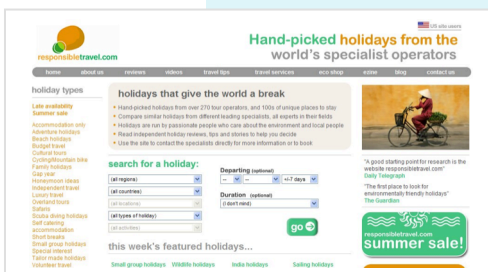 US site users
responsibletravel.com
Hand-picked holidays from the
world's specialist operators
home about us reviews videos travel tips travel services eco shop ezine blog contact us
holiday types
Late availability
Summer sale
Accommodation only
Adventure holidays
Beach holidays
Budget travel
Cultural tours
Cycling/Mountain bike
Family holidays
Gap year
Honeymoon ideas
Independent travel
Luxury travel
Overland tours
Safaris
Scuba diving holidays
Self catering
accommodation
Short breaks
Small group holidays
Special interest
Tailor made holidays
Volunteer travel
holidays that give the world a break
Hand-picked holidays from over 270 tour operators, and 100s of unique places to stay
Compare similar holidays from different leading specialists, all experts in their fields
Holidays are run by passionate people who care about the environment and local people
Read independent holiday reviews, tips and stories to help you decide
Use the site to contact the specialists directly for more information or to book
search for a holiday:
(all regions)
(all countries)
(all locations)
(all types of holiday)
(all activities)
Departing (optional)
-- -- +/-7 days
Duration (optional)
(I don't mind)
go
this week's featured holidays...
Small group holidays Wildlife holidays India holidays Sailing holidays
"A good starting point for research is the
website responsibletravel.com"
Daily Telegraph
"The first place to look for
environmentally friendly holidays"
The Guardian
responsibletravel.com
summer sale!